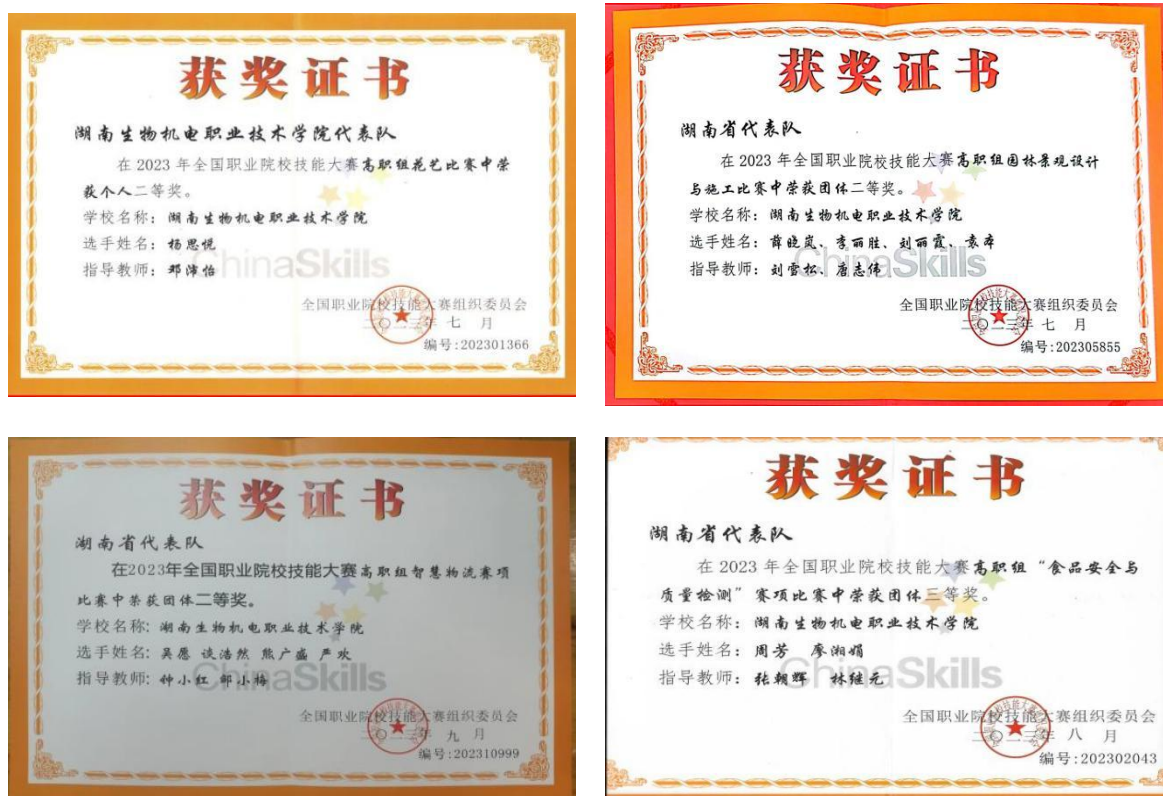 获奖证书
湖南生物机电职业技术学院代表队
在 2023 年全国职业院校技能大赛高职组花艺比赛中荣
获个人二等奖。
学校名称：湖南生物机电职业技术学院
选手姓名：杨思悦
指导教师：邓沛怡
ChinaSkills
全国职业院校技能大赛组织委员会
二〇二三年 七 月
编号:202301366
获奖证书
湖南省代表队
在 2023 年全国职业院校技能大赛高职组园林景观设计
与施工比赛中荣获团体二等奖。
学校名称：湖南生物机电职业技术学院
选手姓名：薛晓岚、李丽胜、刘丽霞、袁卒
指导教师：刘雪松、唐志伟
ChinaSkills
全国职业院校技能大赛组织委员会
二〇二三年 七 月
编号:202305855
获奖证书
湖南省代表队
在2023年全国职业院校技能大赛高职组智慧物流赛项
比赛中荣获团体二等奖。
学校名称: 湖南生物机电职业技术学院
选手姓名: 吴愿 谈浩然 熊广盛 严欢
指导教师: 钟小红 邹小梅
ChinaSkills
全国职业院校技能大赛组织委员会
二〇二三年 九 月
编号:202310999
获奖证书
湖南省代表队
在 2023 年全国职业院校技能大赛高职组“食品安全与
质量检测”赛项比赛中荣获团体三等奖。
学校名称：湖南生物机电职业技术学院
选手姓名：周芳 廖湘娟
指导教师：张朝辉 林继元
ChinaSkills
全国职业院校技能大赛组织委员会
二〇二三年 八 月
编号:202302043